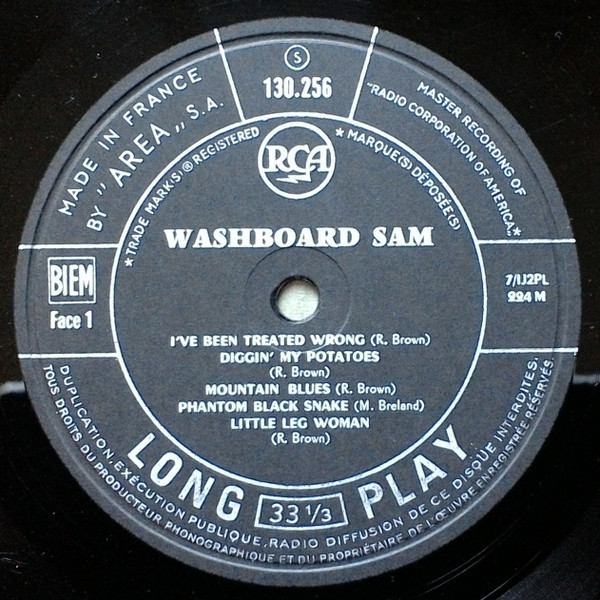 S
130.256
MADE IN FRANCE
BY "AREA" S.A.
MASTER RECORDING OF
"RADIO CORPORATION OF AMERICA"*
*TRADE MARK(S)®REGISTERED
*MARQUE(S) DÉPOSÉE(S)
RCA
WASHBOARD SAM
BIEM
Face 1
7/1J2PL
224 M
I'VE BEEN TREATED WRONG (R. Brown)
DIGGIN' MY POTATOES
(R. Brown)
MOUNTAIN BLUES (R. Brown)
PHANTOM BLACK SNAKE (M. Breland)
LITTLE LEG WOMAN
(R. Brown)
LONG 33 1/3 PLAY
DUPLICATION, EXÉCUTION PUBLIQUE, RADIO DIFFUSION DE CE DISQUE INTERDITES.
TOUS DROITS DU PRODUCTEUR PHONOGRAPHIQUE ET DU PROPRIÉTAIRE DE L'ŒUVRE ENREGISTRÉE RÉSERVÉS